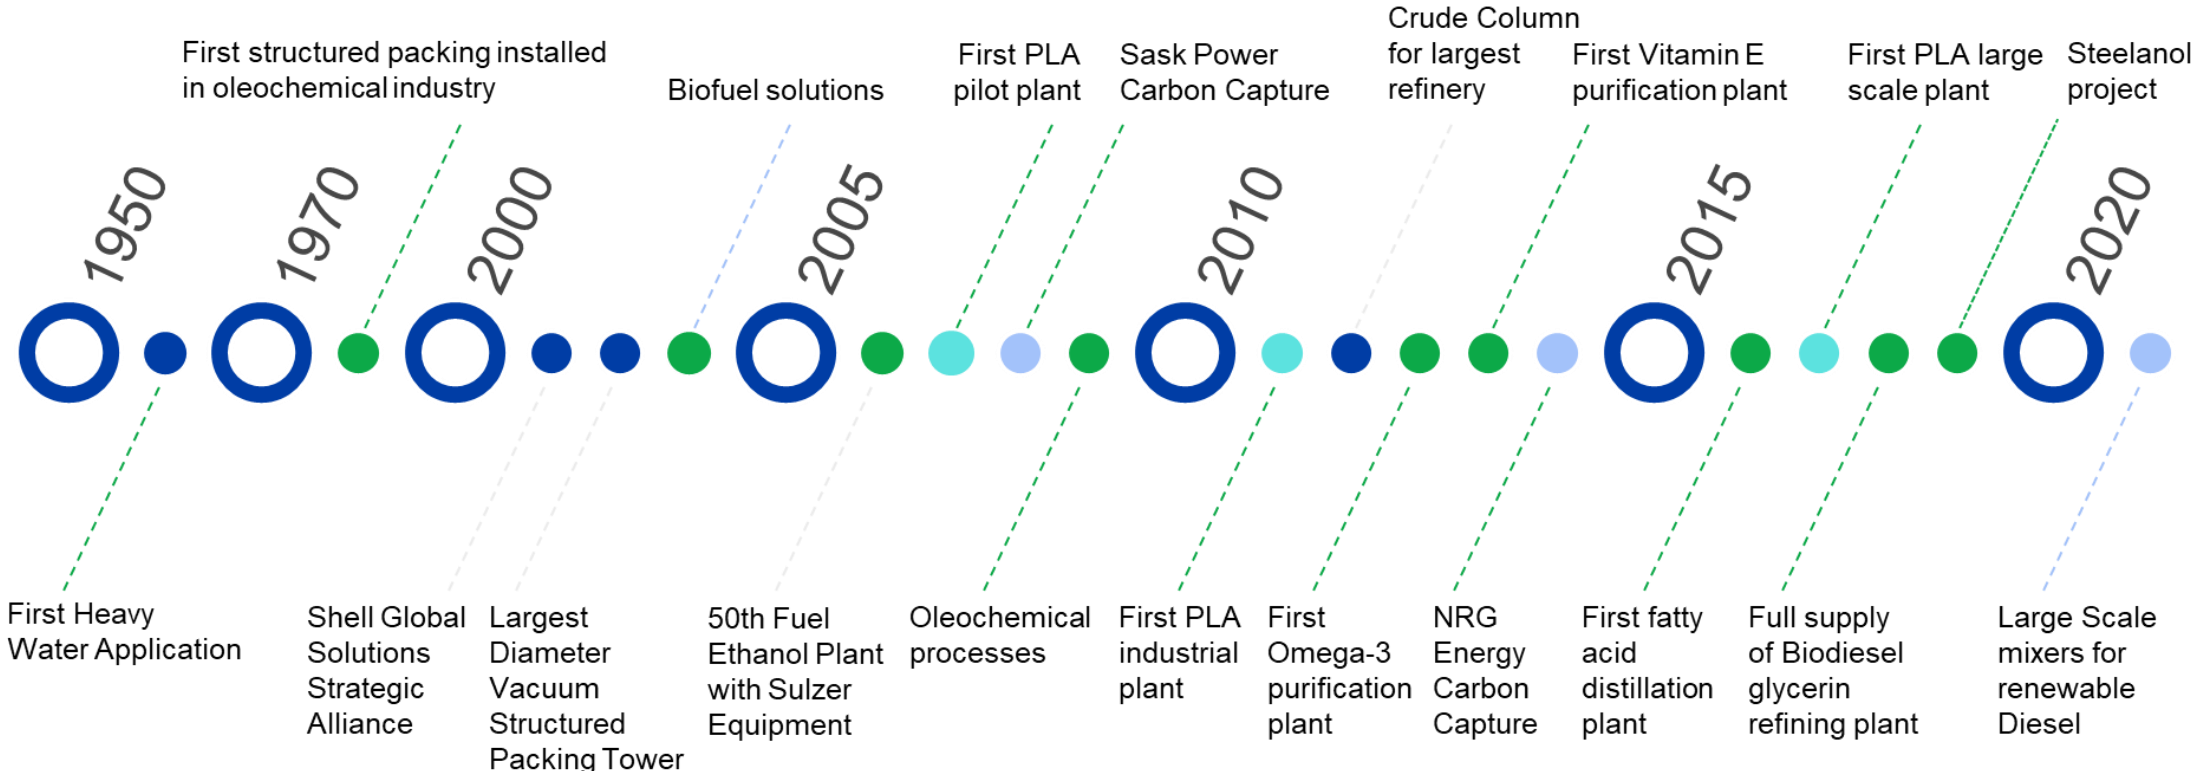 First structured packing installed
in oleochemical industry
Biofuel solutions
First PLA
pilot plant
Sask Power
Carbon Capture
Crude Column
for largest
refinery
First Vitamin E
purification plant
First PLA large
scale plant
Steelanol
project
1950
1970
2000
2005
2010
2015
2020
First Heavy
Water Application
Shell Global
Solutions
Strategic
Alliance
Largest
Diameter
Vacuum
Structured
Packing Tower
50th Fuel
Ethanol Plant
with Sulzer
Equipment
Oleochemical
processes
First PLA
industrial
plant
First
Omega-3
purification
plant
NRG
Energy
Carbon
Capture
First fatty
acid
distillation
plant
Full supply
of Biodiesel
glycerin
refining plant
Large Scale
mixers for
renewable
Diesel